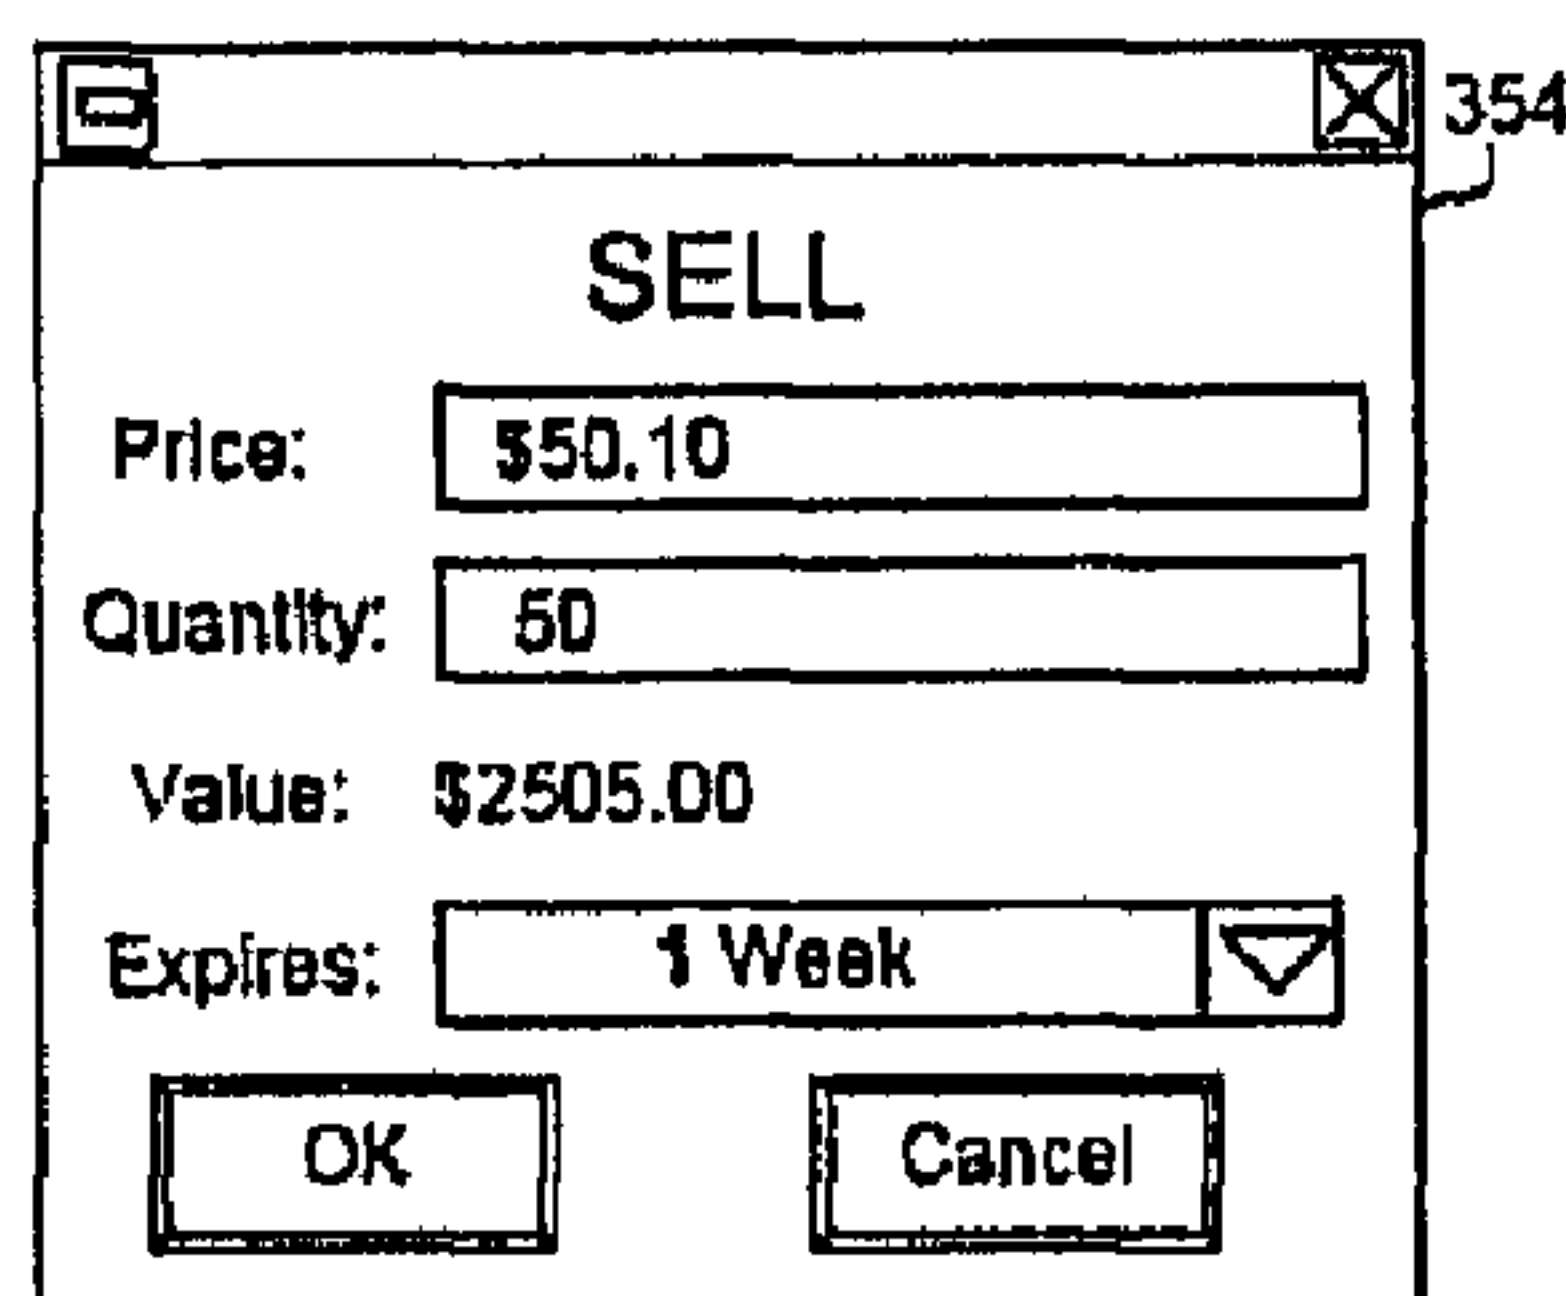 354
SELL
Price: $50.10
Quantity: 50
Value: $2505.00
Expires: 1 Week
OK Cancel